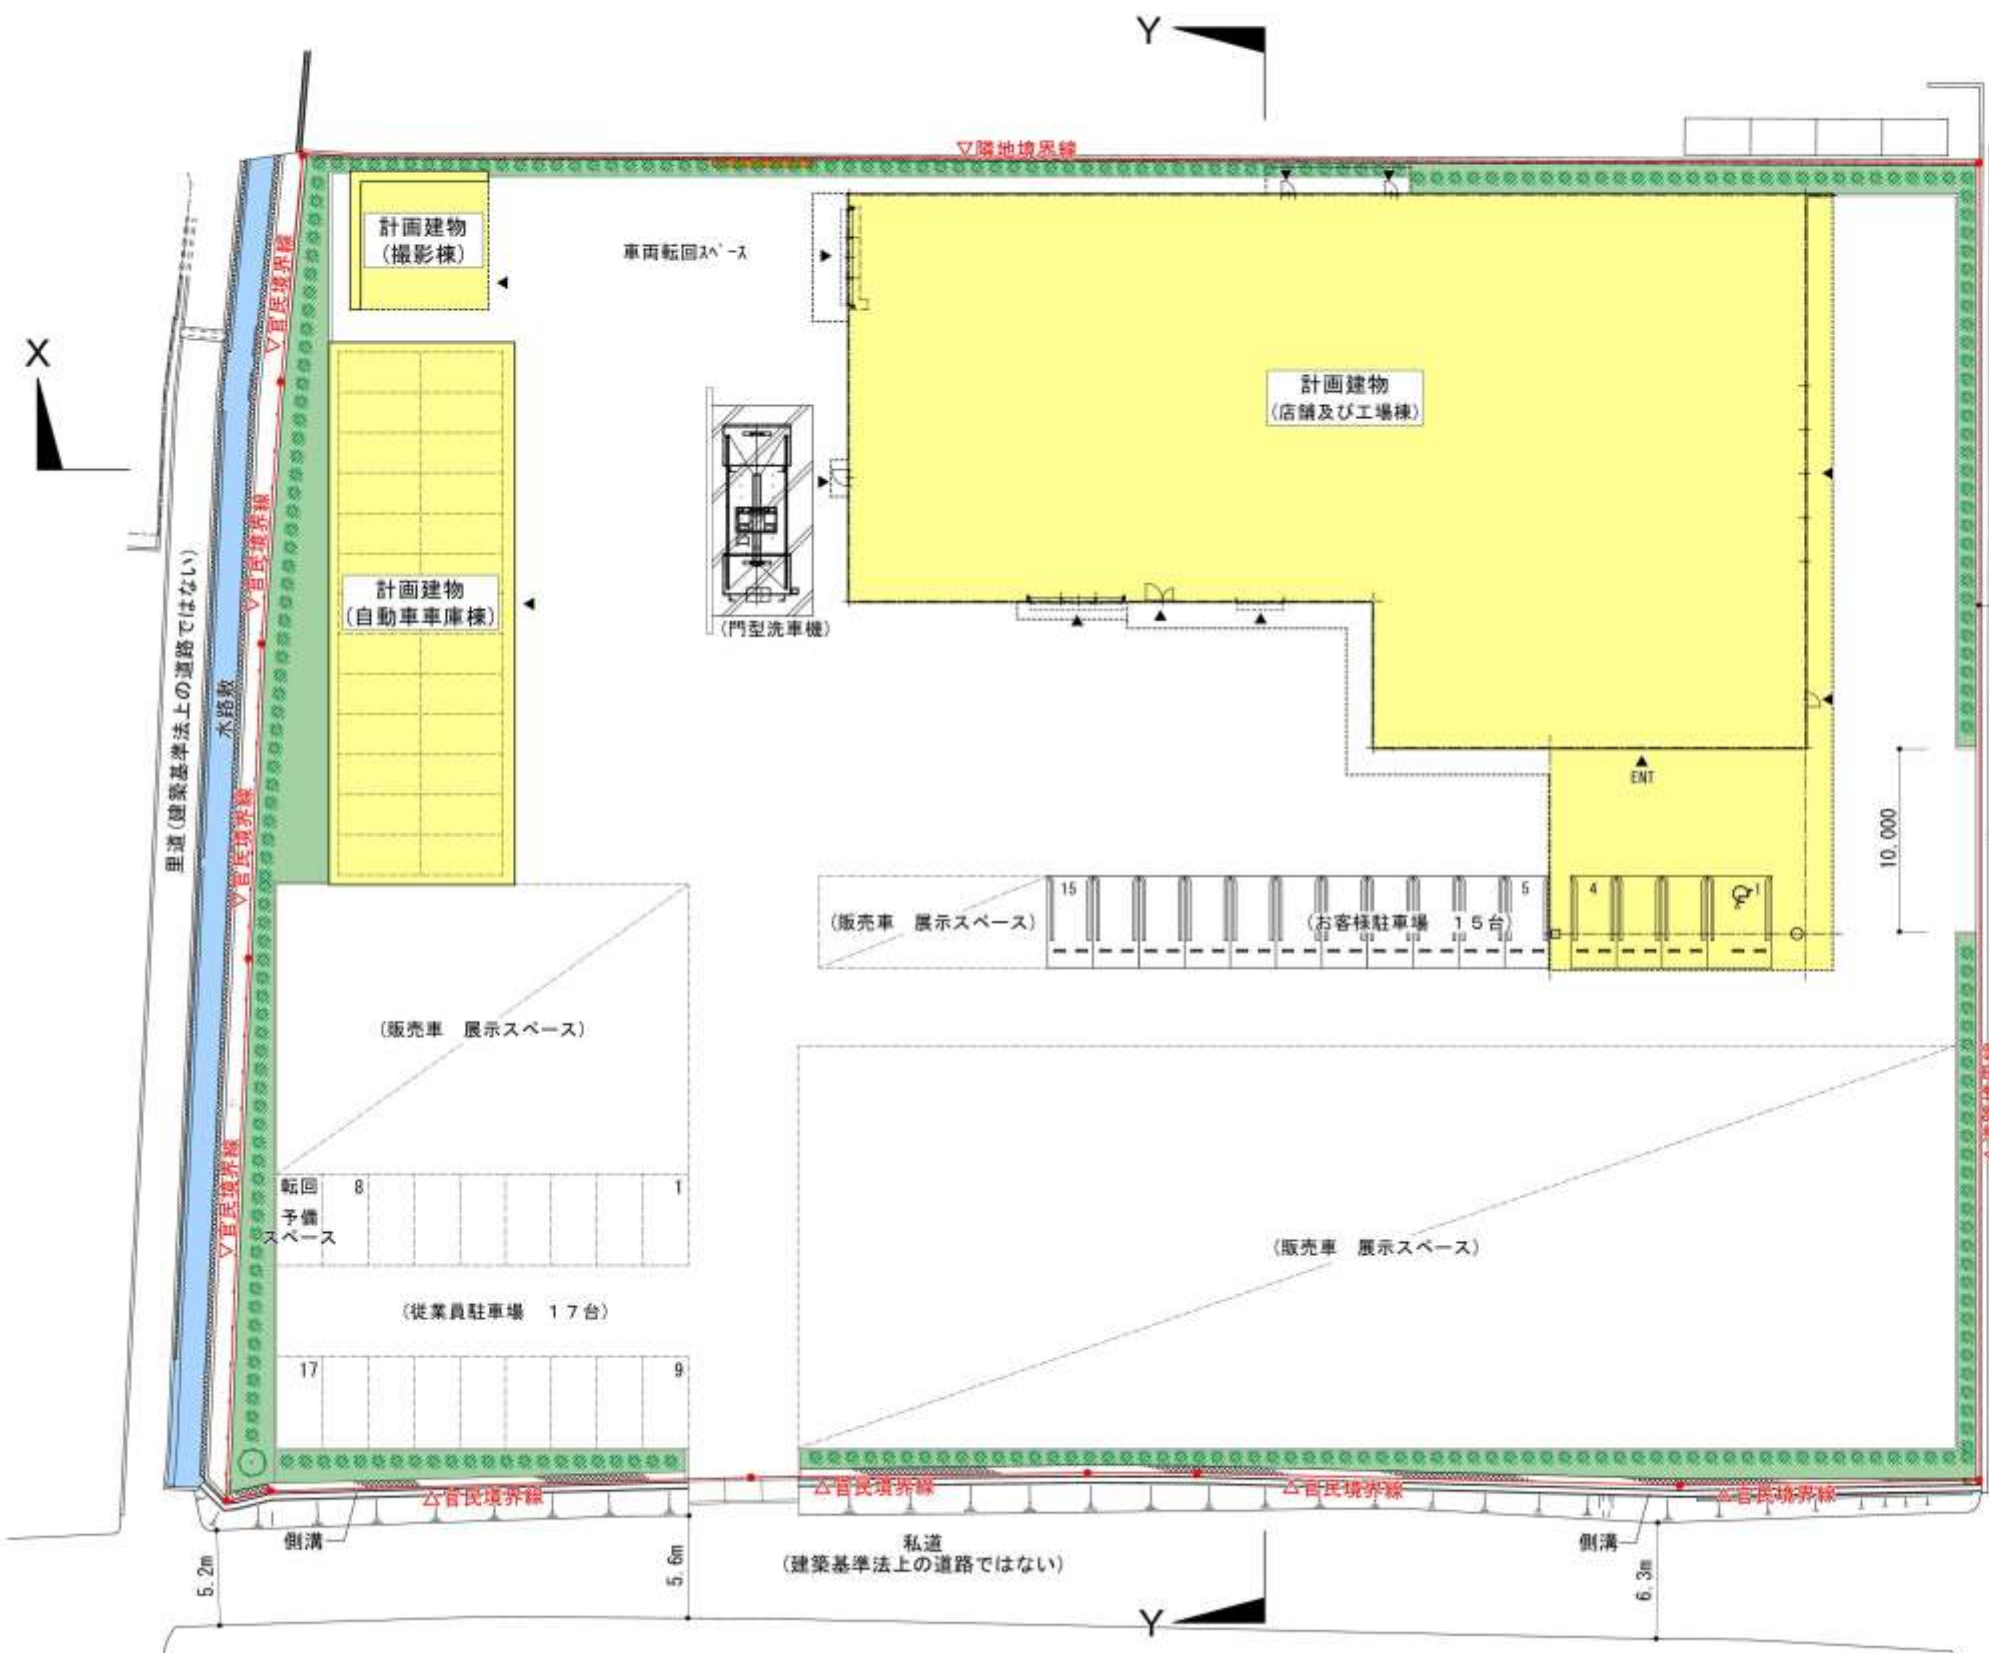 Y
▽隣地境界線
計画建物
(撮影棟)
車両転回ｽﾍﾟｰｽ
▽官民境界線
X
計画建物
(店舗及び工場棟)
▽官民境界線
計画建物
(自動車車庫棟)
(門型洗車機)
里道(建築基準法上の道路ではない)
水路敷
ENT
10,000
▽官民境界線
15
5
4
1
(販売車 展示スペース)
(お客様駐車場 15台)
(販売車 展示スペース)
▽官民境界線
転回
予備
スペース
8
1
(販売車 展示スペース)
(従業員駐車場 17台)
17
9
△官民境界線
△官民境界線
△官民境界線
△官民境界線
側溝
私道
(建築基準法上の道路ではない)
側溝
5.2m
5.6m
6.3m
Y